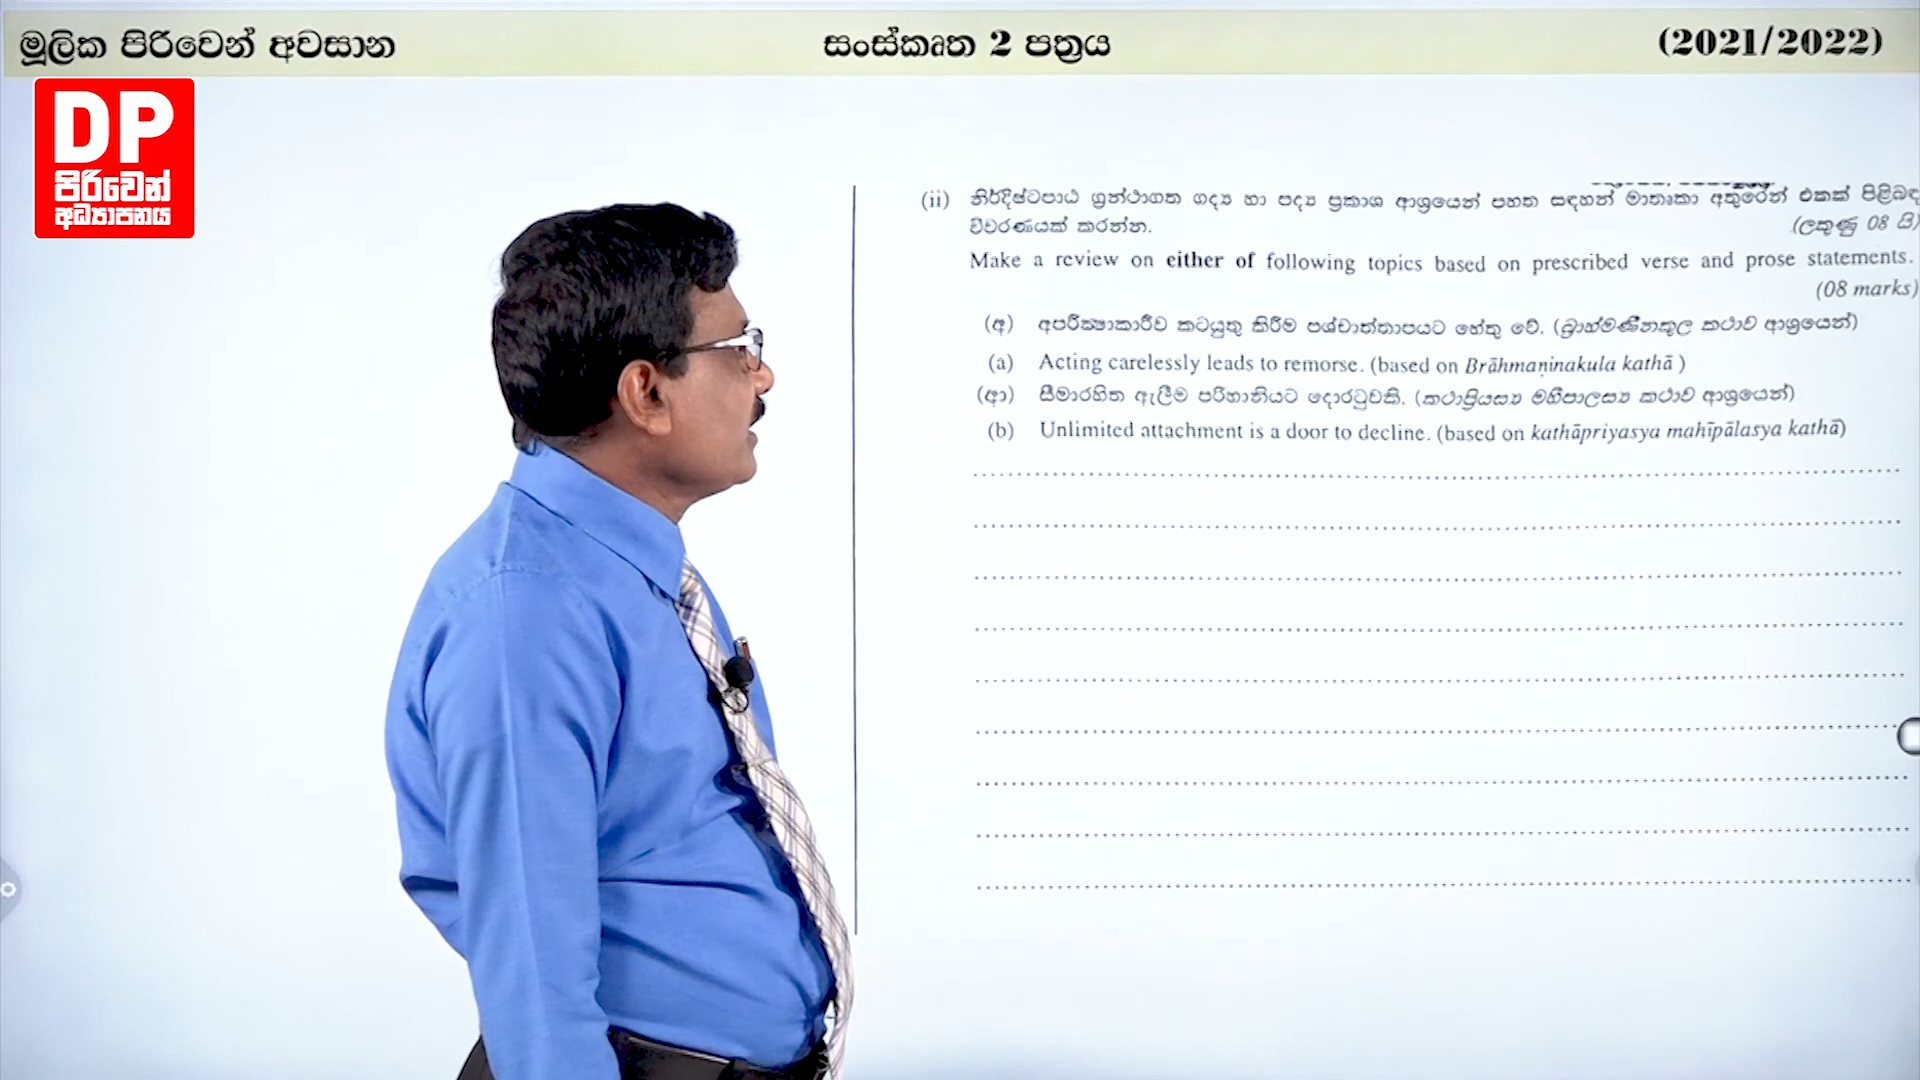 මූලික පිරිවෙන් අවසාන
සංස්කෘත 2 පත්‍රය
(2021/2022)
DP
පිරිවෙන්
අධ්‍යාපනය
(ii) නිර්දිෂ්ටපාඨ ග්‍රන්ථාගත ගද්‍ය හා පද්‍ය ප්‍රකාශ ආශ්‍රයෙන් පහත සඳහන් මාතෘකා අතුරෙන් එකක් පිළිබඳ
විවරණයක් කරන්න. (ලකුණු 08 යි)
Make a review on either of following topics based on prescribed verse and prose statements.
(08 marks)
(අ) අපරීක්‍ෂාකාරීව කටයුතු කිරීම පශ්චාත්තාපයට හේතු වේ. (බ්‍රාහ්මණීනකුල කථාව ආශ්‍රයෙන්)
(a) Acting carelessly leads to remorse. (based on Brāhmaṇinakula kathā )
(ආ) සීමාරහිත ඇලීම පරිහානියට දොරටුවකි. (කථාප්‍රියස්‍ය මහීපාලස්‍ය කථාව ආශ්‍රයෙන්)
(b) Unlimited attachment is a door to decline. (based on kathāpriyasya mahīpālasya kathā)